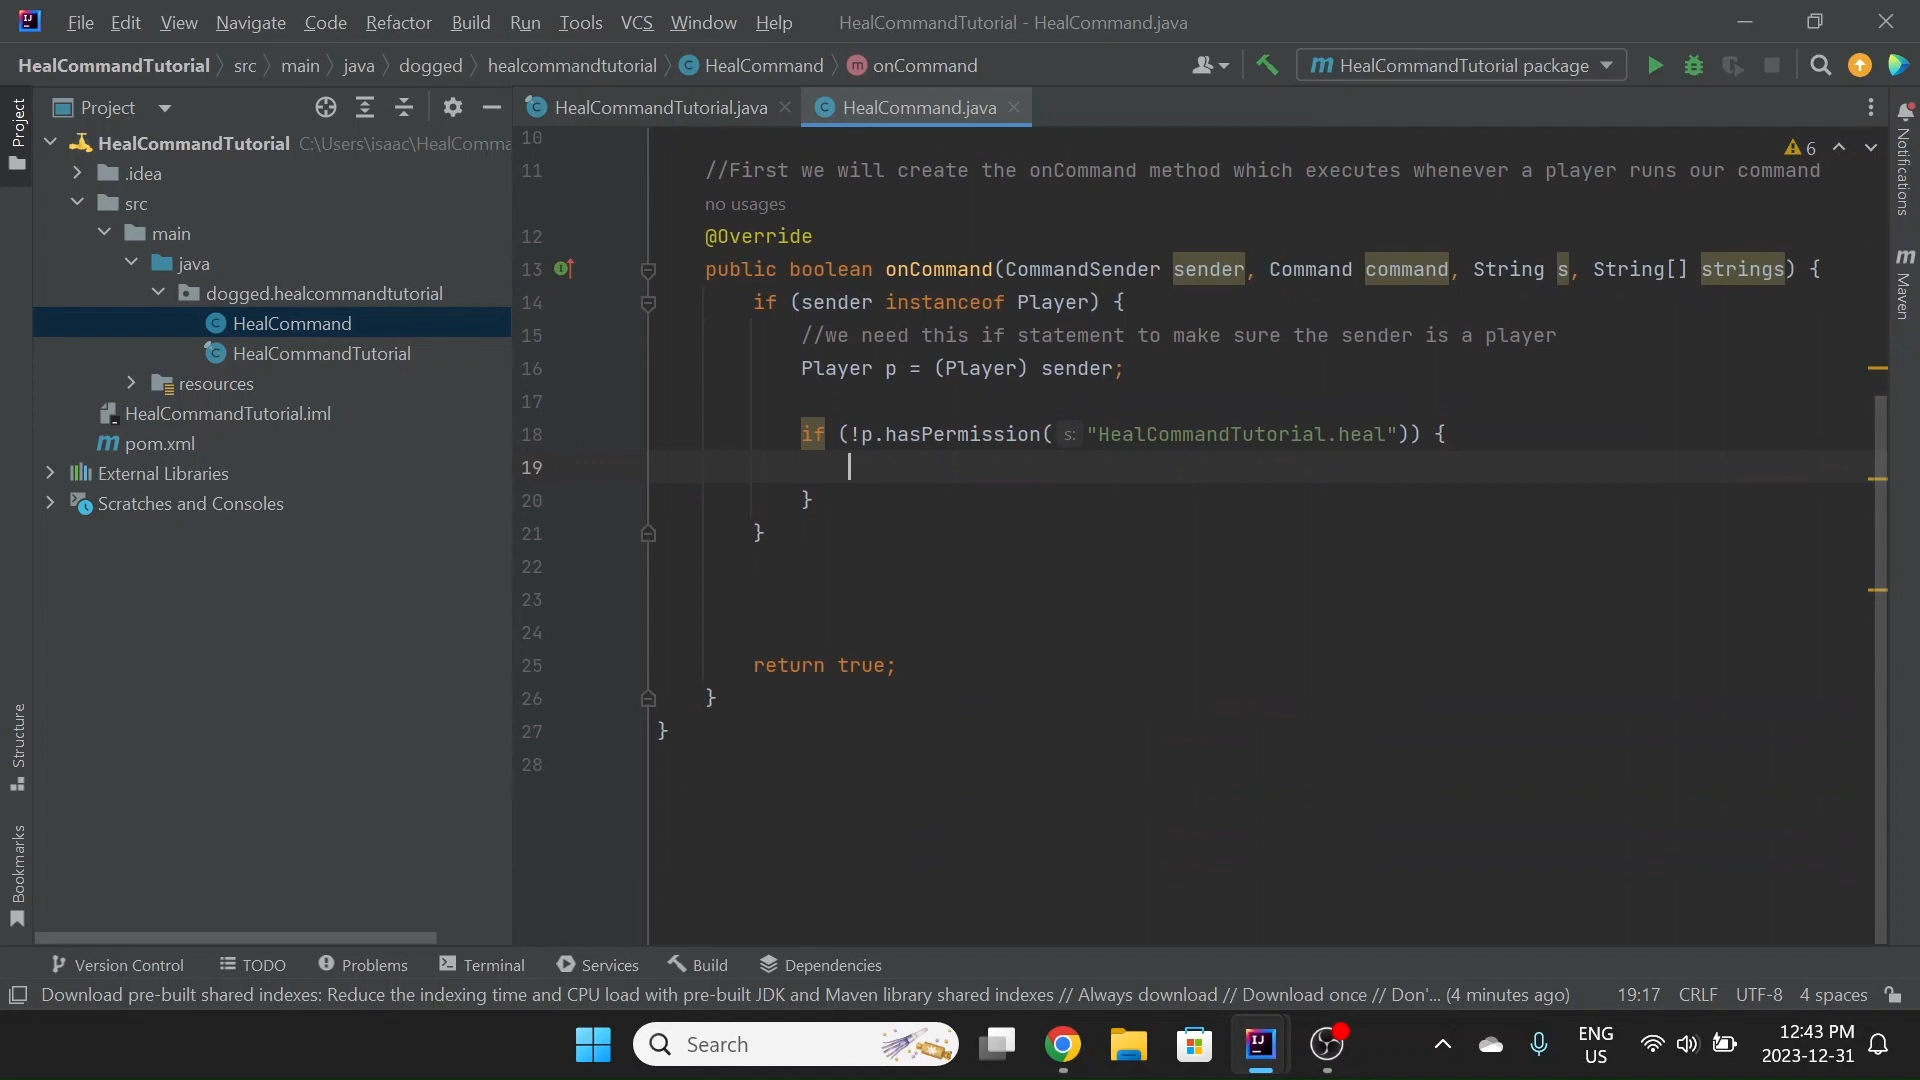 File Edit View Navigate Code Refactor Build Run Tools VCS Window Help HealCommandTutorial - HealCommand.java
HealCommandTutorial src main java dogged healcommandtutorial HealCommand onCommand HealCommandTutorial package
Project
HealCommandTutorial.java HealCommand.java
HealCommandTutorial C:\Users\isaac\HealComma
.idea
src
main
java
dogged.healcommandtutorial
HealCommand
HealCommandTutorial
resources
HealCommandTutorial.iml
pom.xml
External Libraries
Scratches and Consoles
Project
Structure
Bookmarks
10
6
11 //First we will create the onCommand method which executes whenever a player runs our command
no usages
12 @Override
13 public boolean onCommand(CommandSender sender, Command command, String s, String[] strings) {
14 if (sender instanceof Player) {
15 //we need this if statement to make sure the sender is a player
16 Player p = (Player) sender;
17
18 if (!p.hasPermission( s: "HealCommandTutorial.heal")) {
19
20 }
21 }
22
23
24
25 return true;
26 }
27 }
28
Notifications
Maven
Version Control TODO Problems Terminal Services Build Dependencies
Download pre-built shared indexes: Reduce the indexing time and CPU load with pre-built JDK and Maven library shared indexes // Always download // Download once // Don'... (4 minutes ago) 19:17 CRLF UTF-8 4 spaces
Search
ENG
US
12:43 PM
2023-12-31